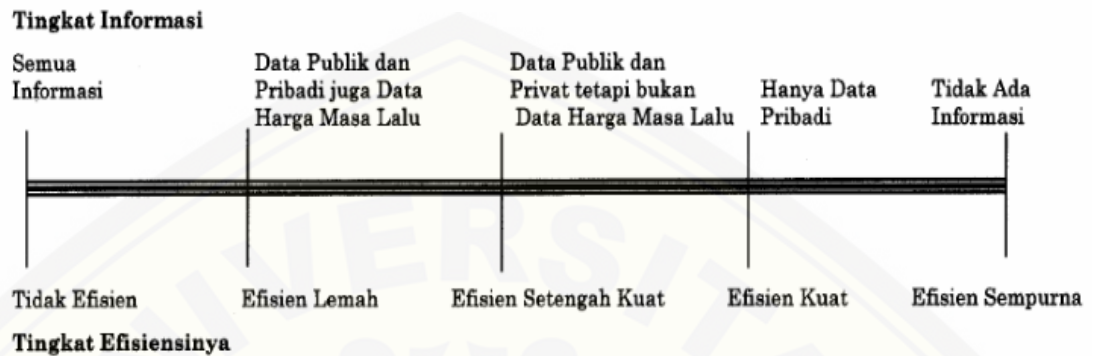 Tingkat Informasi
Semua
Informasi
Data Publik dan
Pribadi juga Data
Harga Masa Lalu
Data Publik dan
Privat tetapi bukan
Data Harga Masa Lalu
Hanya Data
Pribadi
Tidak Ada
Informasi
Tidak Efisien
Efisien Lemah
Efisien Setengah Kuat
Efisien Kuat
Efisien Sempurna
Tingkat Efisiensinya
IVERSIT